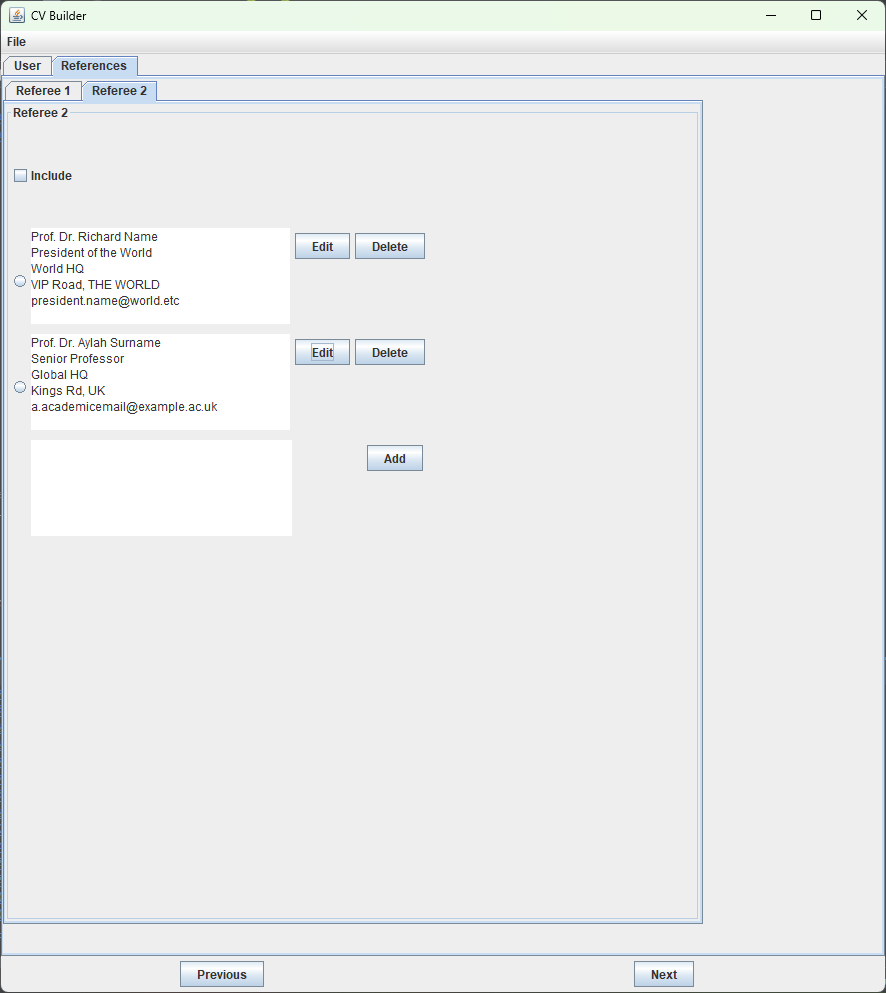 CV Builder
File
User References
Referee 1 Referee 2
Referee 2
Include
Prof. Dr. Richard Name
President of the World
World HQ
VIP Road, THE WORLD
president.name@world.etc
Edit Delete
Prof. Dr. Aylah Surname
Senior Professor
Global HQ
Kings Rd, UK
a.academicemail@example.ac.uk
Edit Delete
Add
Previous Next